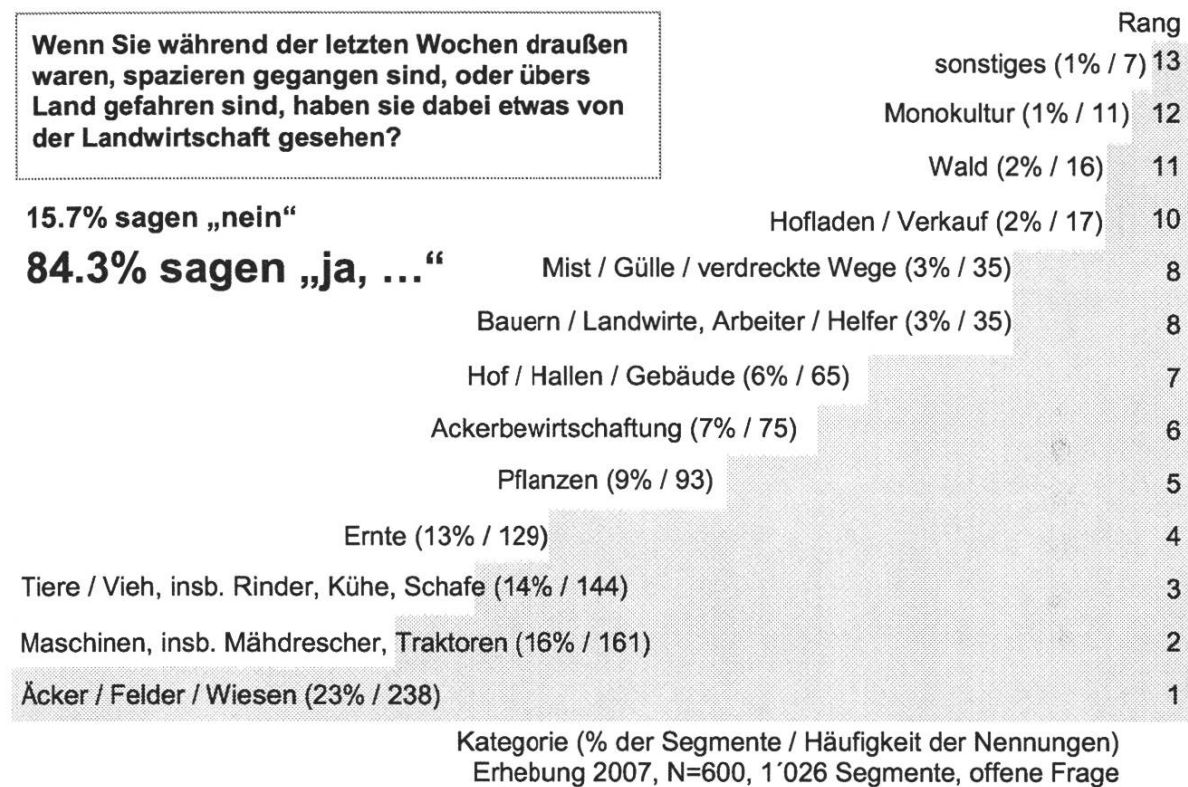 Wenn Sie während der letzten Wochen draußen
waren, spazieren gegangen sind, oder übers
Land gefahren sind, haben sie dabei etwas von
der Landwirtschaft gesehen?
15.7% sagen „nein“
84.3% sagen „ja, …“
Rang
sonstiges (1% / 7) 13
Monokultur (1% / 11) 12
Wald (2% / 16) 11
Hofladen / Verkauf (2% / 17) 10
Mist / Gülle / verdreckte Wege (3% / 35) 8
Bauern / Landwirte, Arbeiter / Helfer (3% / 35) 8
Hof / Hallen / Gebäude (6% / 65) 7
Ackerbewirtschaftung (7% / 75) 6
Pflanzen (9% / 93) 5
Ernte (13% / 129) 4
Tiere / Vieh, insb. Rinder, Kühe, Schafe (14% / 144) 3
Maschinen, insb. Mähdrescher, Traktoren (16% / 161) 2
Äcker / Felder / Wiesen (23% / 238) 1
Kategorie (% der Segmente / Häufigkeit der Nennungen)
Erhebung 2007, N=600, 1´026 Segmente, offene Frage